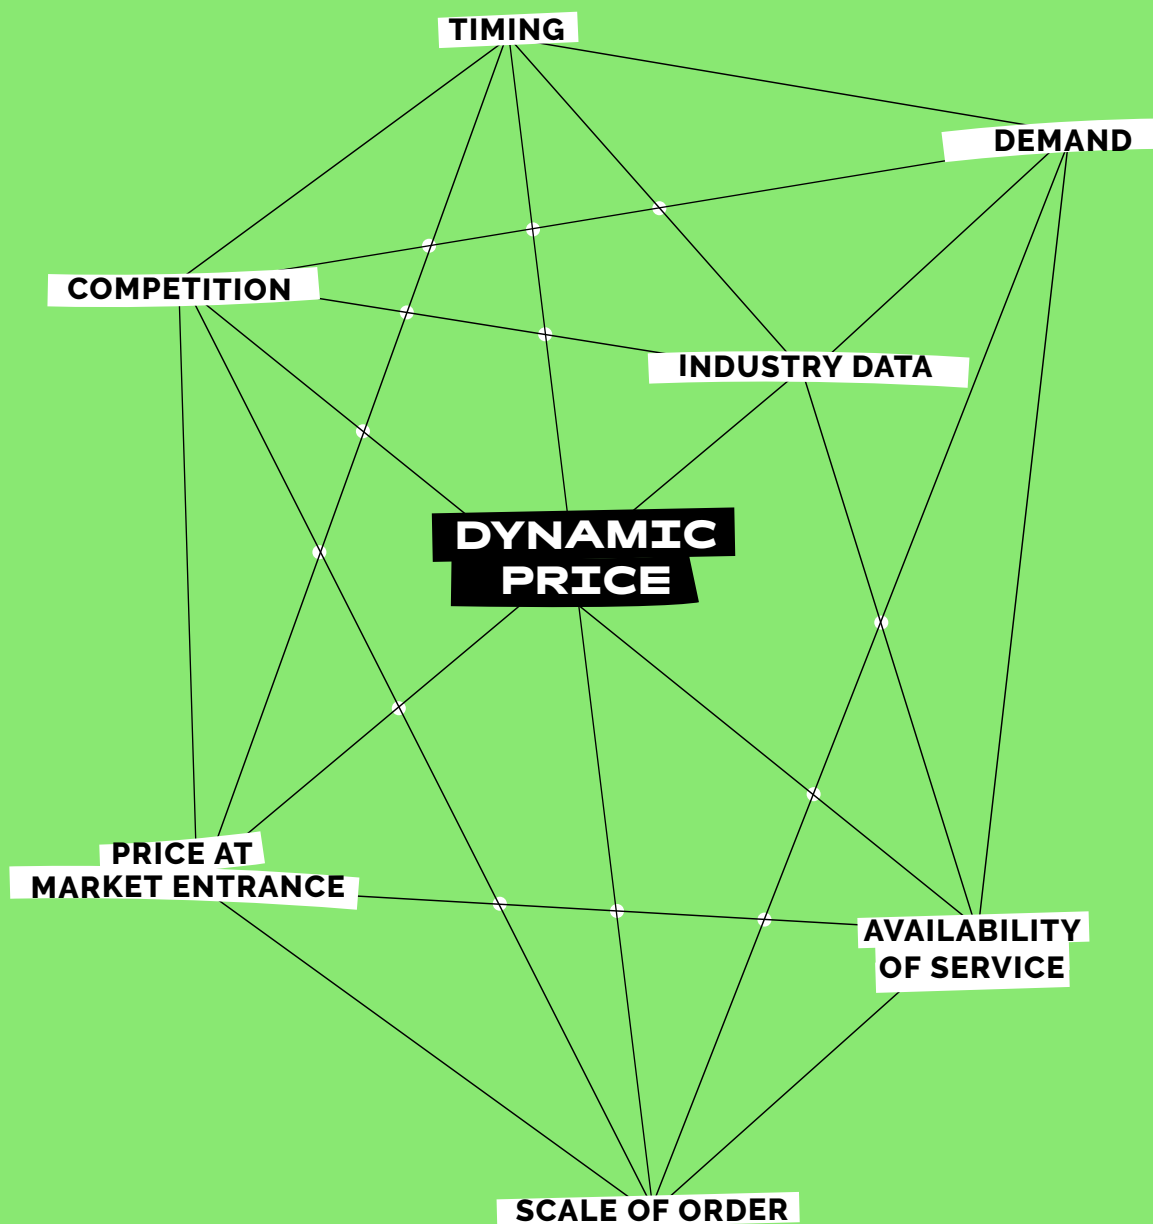 TIMING
DEMAND
COMPETITION
INDUSTRY DATA
DYNAMIC
PRICE
PRICE AT
MARKET ENTRANCE
AVAILABILITY
OF SERVICE
SCALE OF ORDER